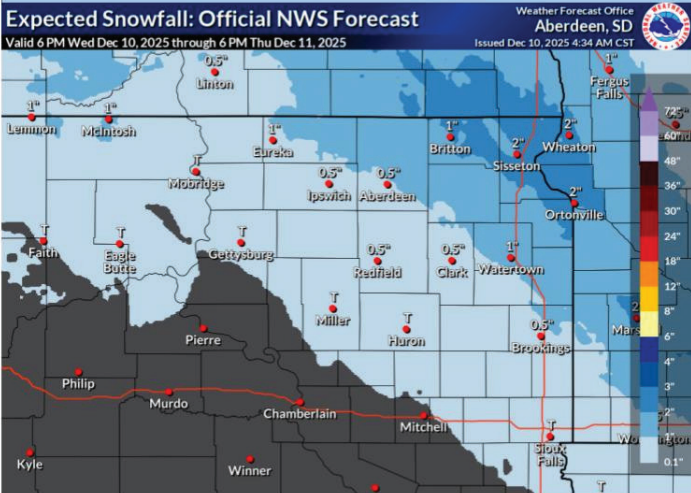 Expected Snowfall: Official NWS Forecast
Valid 6 PM Wed Dec 10, 2025 through 6 PM Thu Dec 11, 2025
Weather Forecast Office
Aberdeen, SD
Issued Dec 10, 2025 4:34 AM CST
0.5"
Linton
1"
Fergus
Falls
1"
Lemmon
1"
McIntosh
1"
Eureka
1"
Britton
2"
Sisseton
2"
Wheaton
T
Mobridge
0.5"
Ipswich
0.5"
Aberdeen
2"
Ortonville
T
Faith
T
Eagle
Butte
T
Gettysburg
0.5"
Redfield
0.5"
Clark
1"
Watertown
T
Miller
T
Huron
0.5"
Brookings
Pierre
Philip
Murdo
Chamberlain
Mitchell
T
Sioux
Falls
Kyle
Winner
T
72"
60"
48"
36"
30"
24"
18"
12"
8"
6"
4"
3"
2"
1"
0.1"